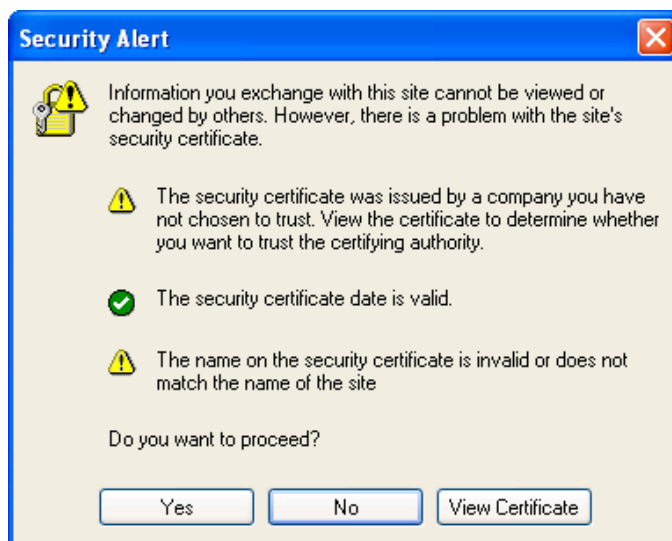 Security Alert
Information you exchange with this site cannot be viewed or
changed by others. However, there is a problem with the site's
security certificate.
The security certificate was issued by a company you have
not chosen to trust. View the certificate to determine whether
you want to trust the certifying authority.
The security certificate date is valid.
The name on the security certificate is invalid or does not
match the name of the site
Do you want to proceed?
Yes No View Certificate